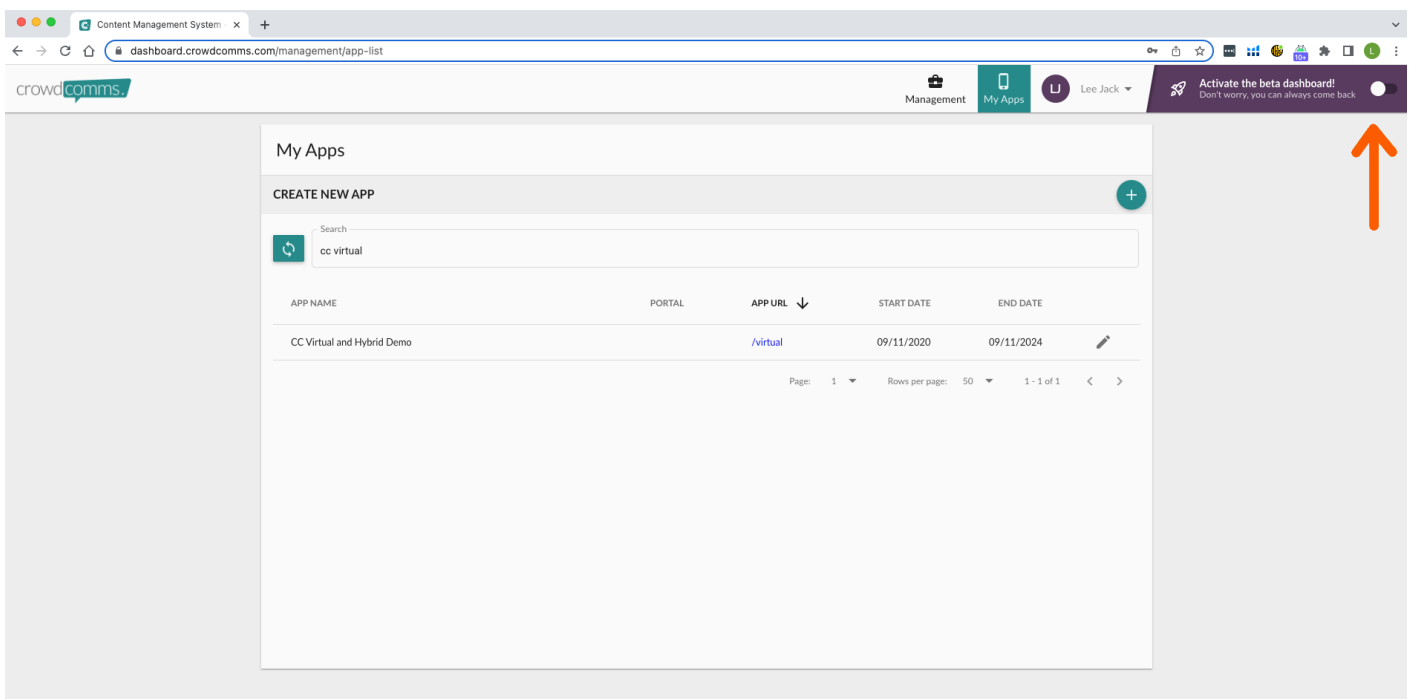 Content Management System
dashboard.crowdcomms.com/management/app-list
10+
L
crowdcomms.
Management
My Apps
LJ
Lee Jack
Activate the beta dashboard!
Don't worry, you can always come back
My Apps
CREATE NEW APP
Search
cc virtual
APP NAME PORTAL APP URL START DATE END DATE
CC Virtual and Hybrid Demo /virtual 09/11/2020 09/11/2024
Page: 1 Rows per page: 50 1 - 1 of 1